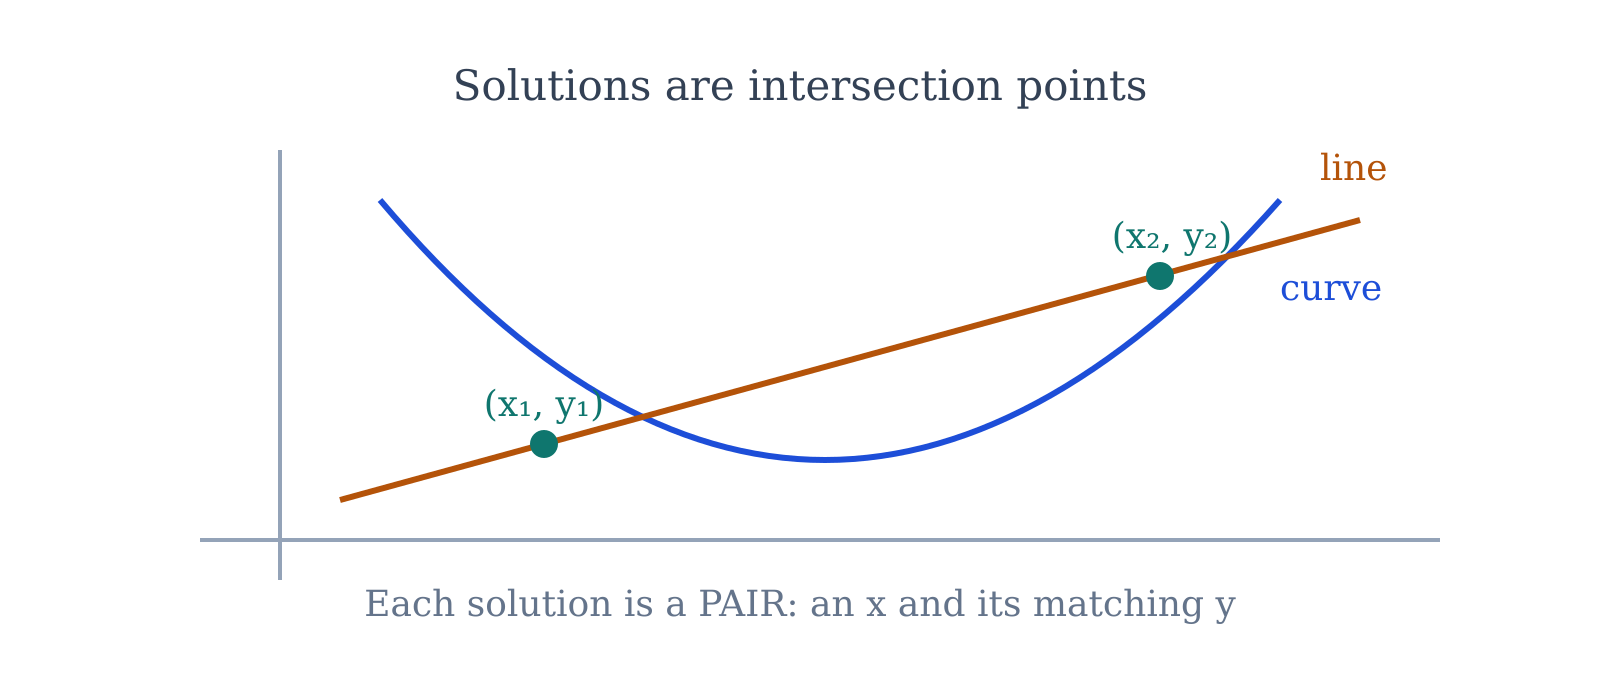 Solutions are intersection points
line
(x₂, y₂)
curve
(x₁, y₁)
Each solution is a PAIR: an x and its matching y